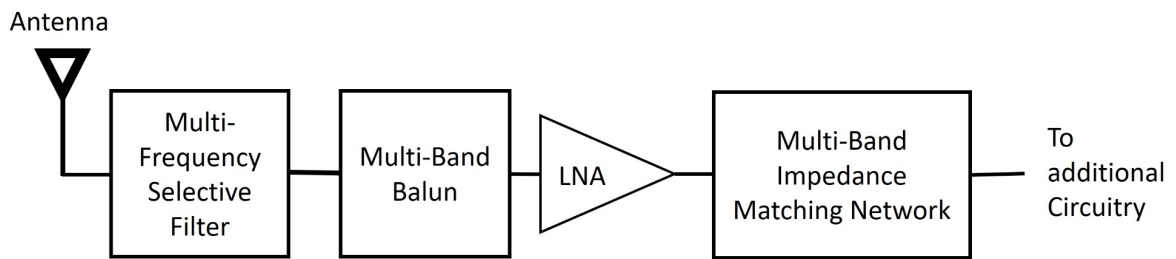 Antenna
Multi-
Frequency
Selective
Filter
Multi-Band
Balun
LNA
Multi-Band
Impedance
Matching Network
To
additional
Circuitry